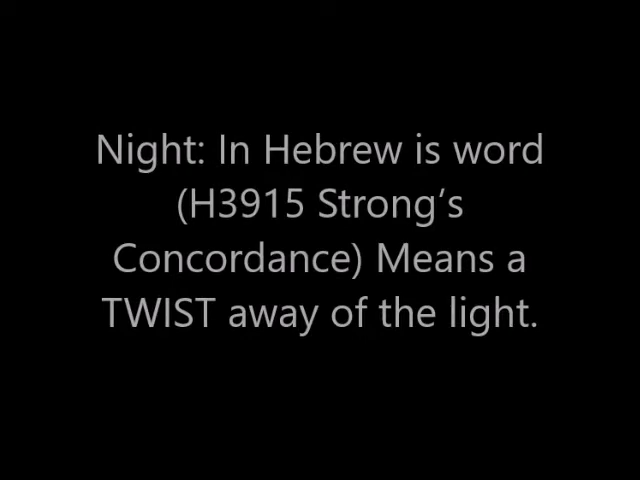 Night: In Hebrew is word
(H3915 Strong’s
Concordance) Means a
TWIST away of the light.